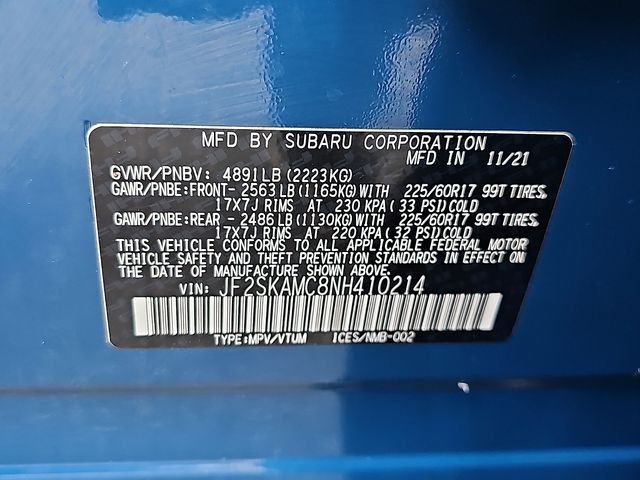 MFD BY SUBARU CORPORATION
MFD IN 11/21
GVWR/PNBV: 4891LB(2223KG)
GAWR/PNBE:FRONT- 2563LB(1165KG)WITH 225/60R17 99T TIRES,
17X7J RIMS AT 230 KPA(33 PSI)COLD
GAWR/PNBE:REAR - 2486LB(1130KG)WITH 225/60R17 99T TIRES,
17X7J RIMS AT 220 KPA(32 PSI)COLD
THIS VEHICLE CONFORMS TO ALL APPLICABLE FEDERAL MOTOR
VEHICLE SAFETY AND THEFT PREVENTION STANDARDS IN EFFECT
ON THE DATE OF MANUFACTURE SHOWN ABOVE.
VIN: JF2SKAMC8NH410214
TYPE:MPV/VTUM ICES/NMB-002